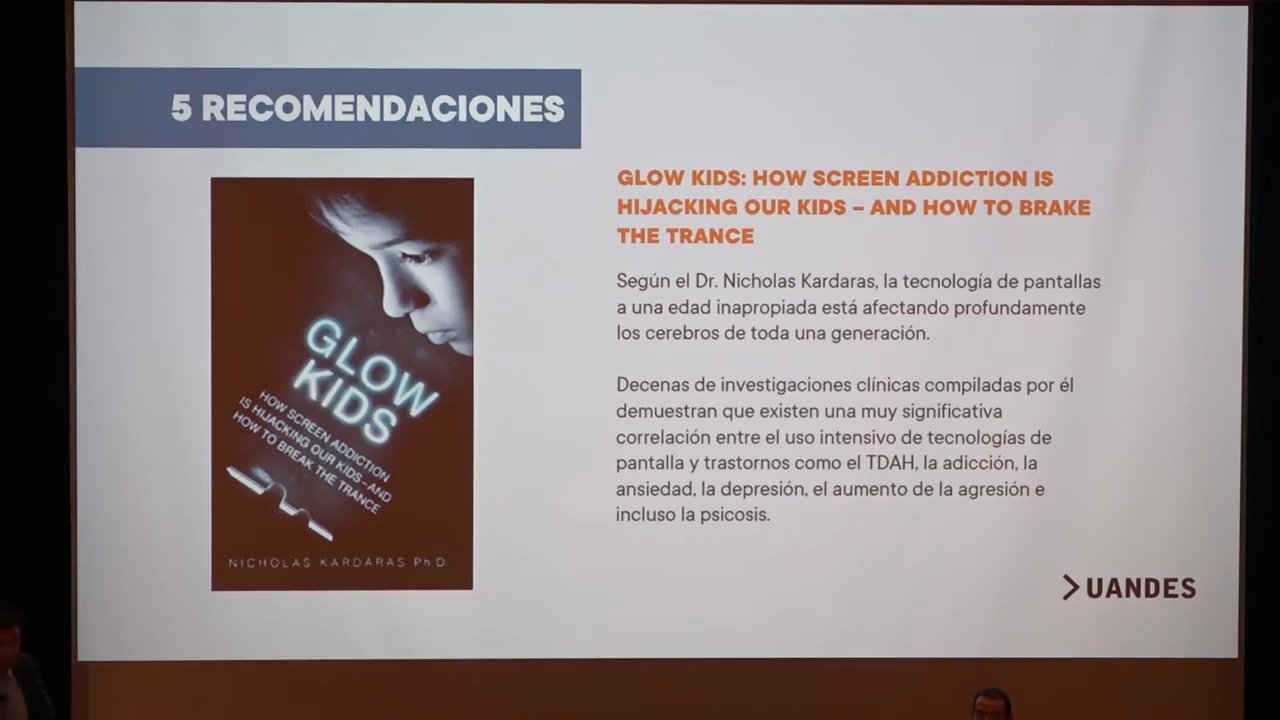 5 RECOMENDACIONES
GLOW
KIDS
HOW SCREEN ADDICTION
IS HIJACKING OUR KIDS–AND
HOW TO BREAK THE TRANCE
NICHOLAS KARDARAS Ph.D
GLOW KIDS: HOW SCREEN ADDICTION IS
HIJACKING OUR KIDS – AND HOW TO BRAKE
THE TRANCE
Según el Dr. Nicholas Kardaras, la tecnología de pantallas
a una edad inapropiada está afectando profundamente
los cerebros de toda una generación.
Decenas de investigaciones clínicas compiladas por él
demuestran que existen una muy significativa
correlación entre el uso intensivo de tecnologías de
pantalla y trastornos como el TDAH, la adicción, la
ansiedad, la depresión, el aumento de la agresión e
incluso la psicosis.
UANDES